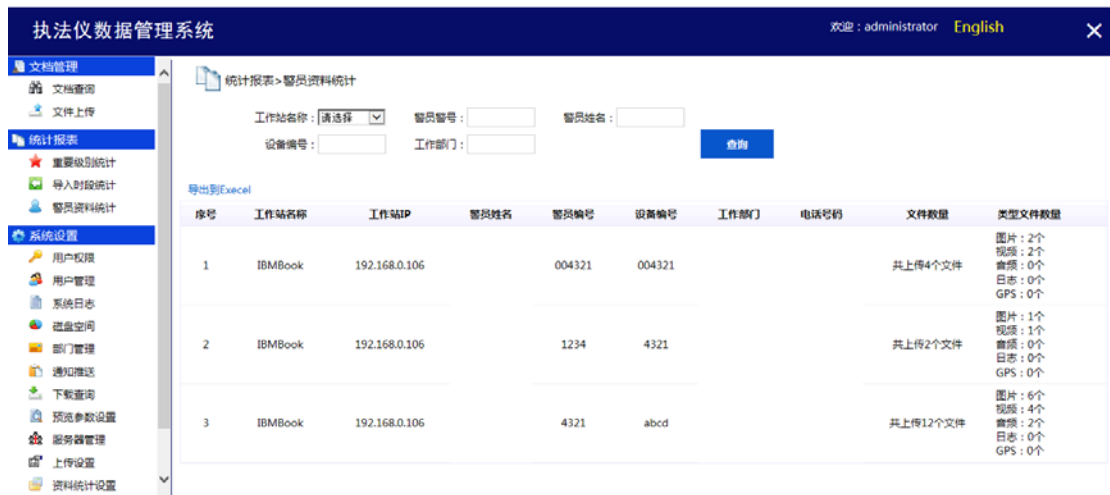 执法仪数据管理系统
欢迎：administrator English
文档管理
文档查询
文件上传
统计报表
重要级别统计
导入时段统计
警员资料统计
系统设置
用户权限
用户管理
系统日志
磁盘空间
部门管理
通知推送
下载查询
预览参数设置
服务器管理
上传设置
资料统计设置
统计报表>警员资料统计
工作站名称：请选择 警员警号： 警员姓名：
设备编号： 工作部门： 查询
导出到Execel
序号 工作站名称 工作站IP 警员姓名 警员编号 设备编号 工作部门 电话号码 文件数量 类型文件数量
1 IBMBook 192.168.0.106 004321 004321 共上传4个文件
图片：2个
视频：2个
音频：0个
日志：0个
GPS：0个
2 IBMBook 192.168.0.106 1234 4321 共上传2个文件
图片：1个
视频：1个
音频：0个
日志：0个
GPS：0个
3 IBMBook 192.168.0.106 4321 abcd 共上传12个文件
图片：6个
视频：4个
音频：2个
日志：0个
GPS：0个